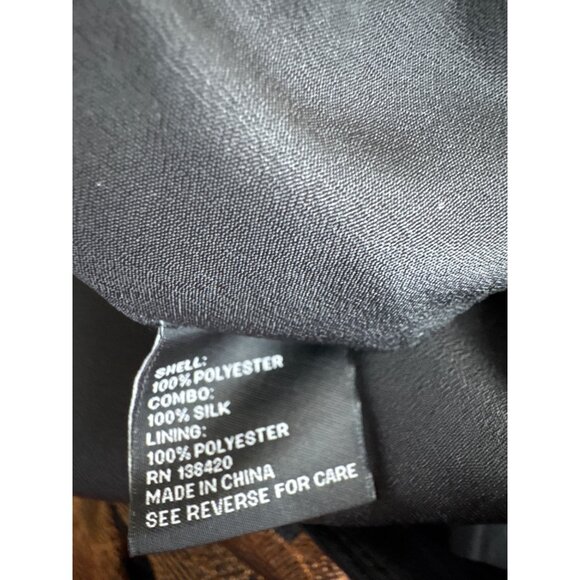 SHELL:
100% POLYESTER
COMBO:
100% SILK
LINING:
100% POLYESTER
RN 138420
MADE IN CHINA
SEE REVERSE FOR CARE